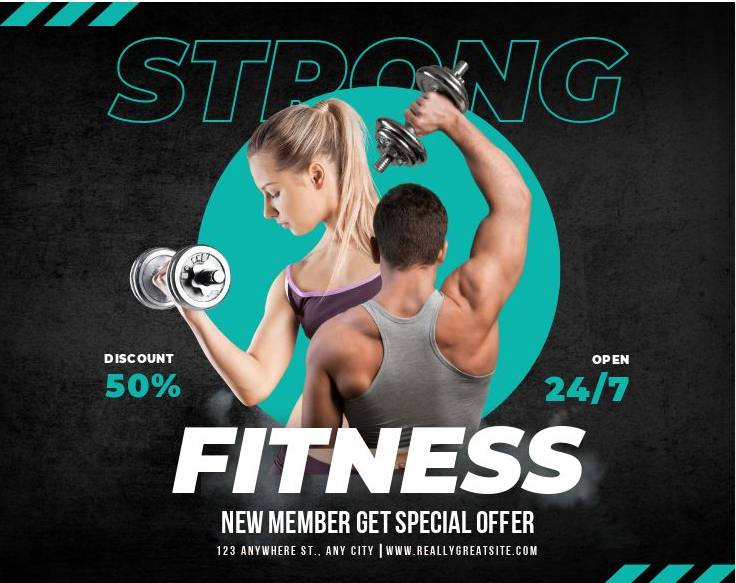 STRONG
DISCOUNT
50%
OPEN
24/7
FITNESS
NEW MEMBER GET SPECIAL OFFER
123 ANYWHERE ST., ANY CITY | WWW.REALLYGREATSITE.COM